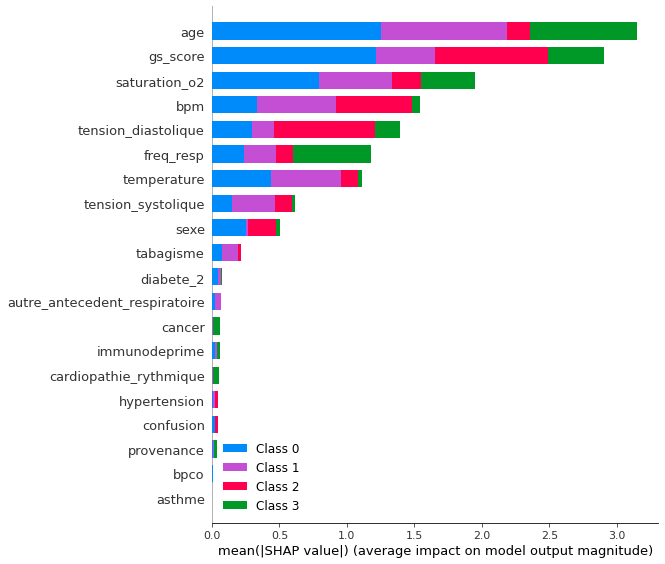 age
gs_score
saturation_o2
bpm
tension_diastolique
freq_resp
temperature
tension_systolique
sexe
tabagisme
diabete_2
autre_antecedent_respiratoire
cancer
immunodeprime
cardiopathie_rythmique
hypertension
confusion
provenance
bpco
asthme
Class 0
Class 1
Class 2
Class 3
0.0 0.5 1.0 1.5 2.0 2.5 3.0
mean(|SHAP value|) (average impact on model output magnitude)